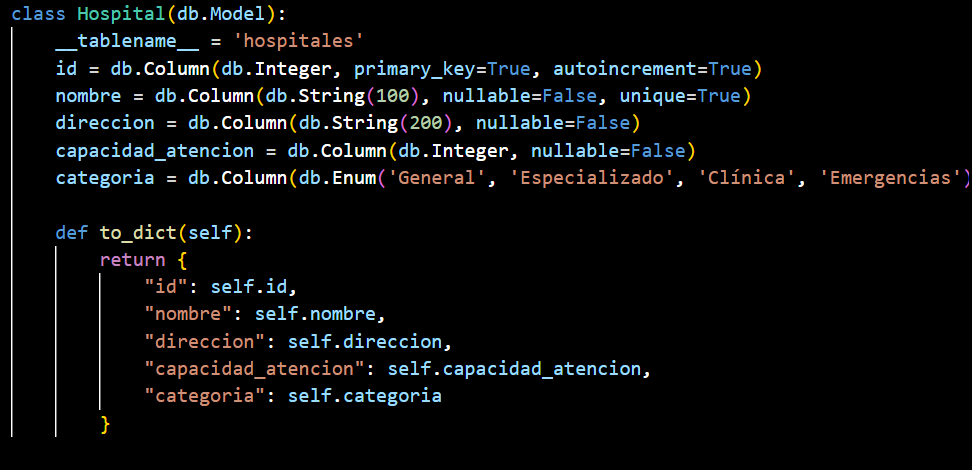 class Hospital(db.Model):
    __tablename__ = 'hospitales'
    id = db.Column(db.Integer, primary_key=True, autoincrement=True)
    nombre = db.Column(db.String(100), nullable=False, unique=True)
    direccion = db.Column(db.String(200), nullable=False)
    capacidad_atencion = db.Column(db.Integer, nullable=False)
    categoria = db.Column(db.Enum('General', 'Especializado', 'Clínica', 'Emergencias')
    def to_dict(self):
        return {
            "id": self.id,
            "nombre": self.nombre,
            "direccion": self.direccion,
            "capacidad_atencion": self.capacidad_atencion,
            "categoria": self.categoria
        }